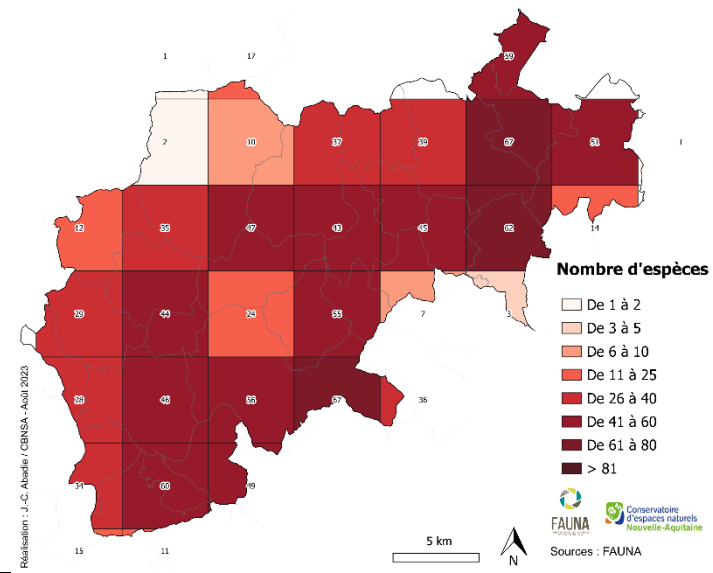 1 17
59
2 10 37 39 67 51 1
12 35 47 43 45 62 14
29 44 24 55 7 3
28 46 56 67 36
34 60 49
15 11
Nombre d'espèces
De 1 à 2
De 3 à 5
De 6 à 10
De 11 à 25
De 26 à 40
De 41 à 60
De 61 à 80
> 81
Réalisation : J.-C. Abadie / CBNSA - Août 2023
5 km
N
FAUNA
Conservatoire
d'espaces naturels
Nouvelle-Aquitaine
Sources : FAUNA